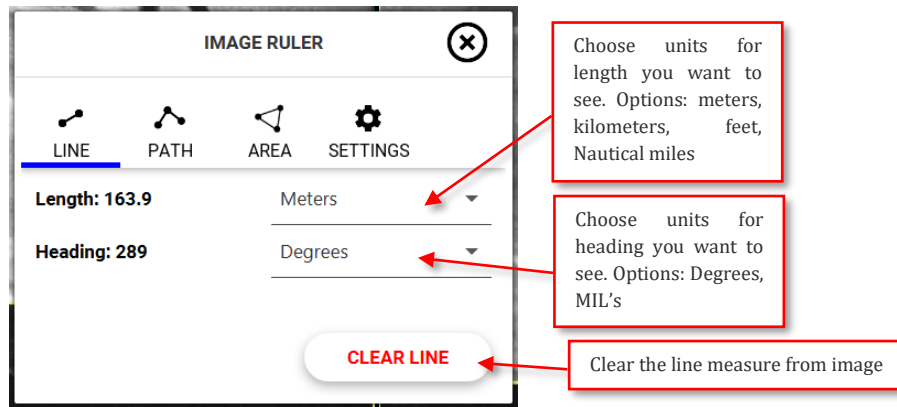 IMAGE RULER
LINE PATH AREA SETTINGS
Length: 163.9 Meters
Heading: 289 Degrees
CLEAR LINE
Choose units for
length you want to
see. Options: meters,
kilometers, feet,
Nautical miles
Choose units for
heading you want to
see. Options: Degrees,
MIL's
Clear the line measure from image